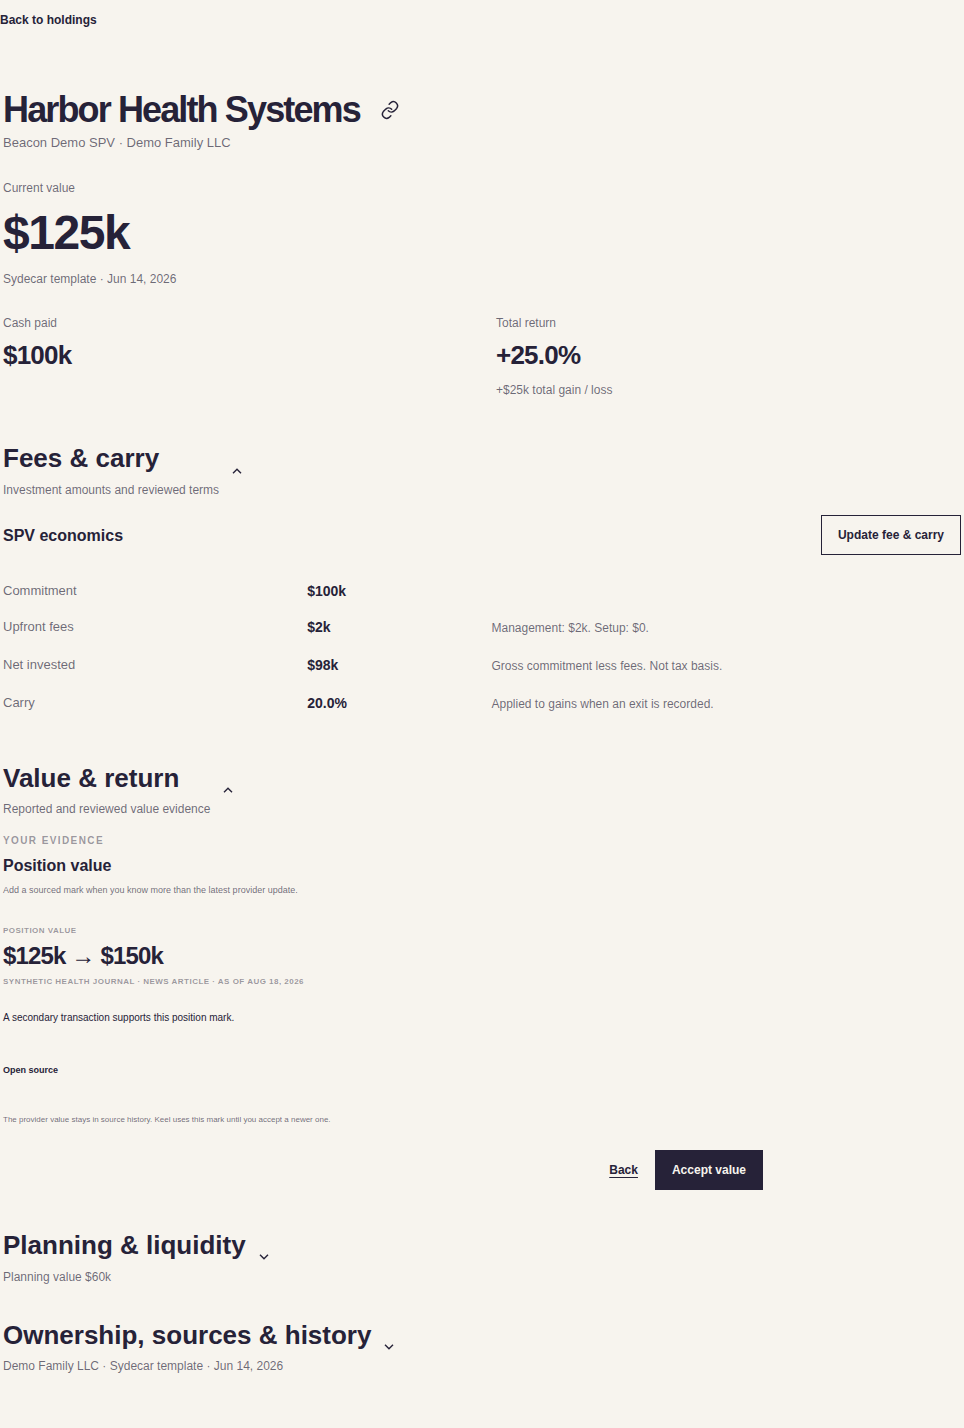 Back to holdings
Harbor Health Systems
Beacon Demo SPV · Demo Family LLC
Current value
$125k
Sydecar template · Jun 14, 2026
Cash paid
Total return
$100k
+25.0%
+$25k total gain / loss
Fees & carry
Investment amounts and reviewed terms
SPV economics
Update fee & carry
Commitment $100k
Upfront fees $2k Management: $2k. Setup: $0.
Net invested $98k Gross commitment less fees. Not tax basis.
Carry 20.0% Applied to gains when an exit is recorded.
Value & return
Reported and reviewed value evidence
YOUR EVIDENCE
Position value
Add a sourced mark when you know more than the latest provider update.
POSITION VALUE
$125k → $150k
SYNTHETIC HEALTH JOURNAL · NEWS ARTICLE · AS OF AUG 18, 2026
A secondary transaction supports this position mark.
Open source
The provider value stays in source history. Keel uses this mark until you accept a newer one.
Back
Accept value
Planning & liquidity
Planning value $60k
Ownership, sources & history
Demo Family LLC · Sydecar template · Jun 14, 2026